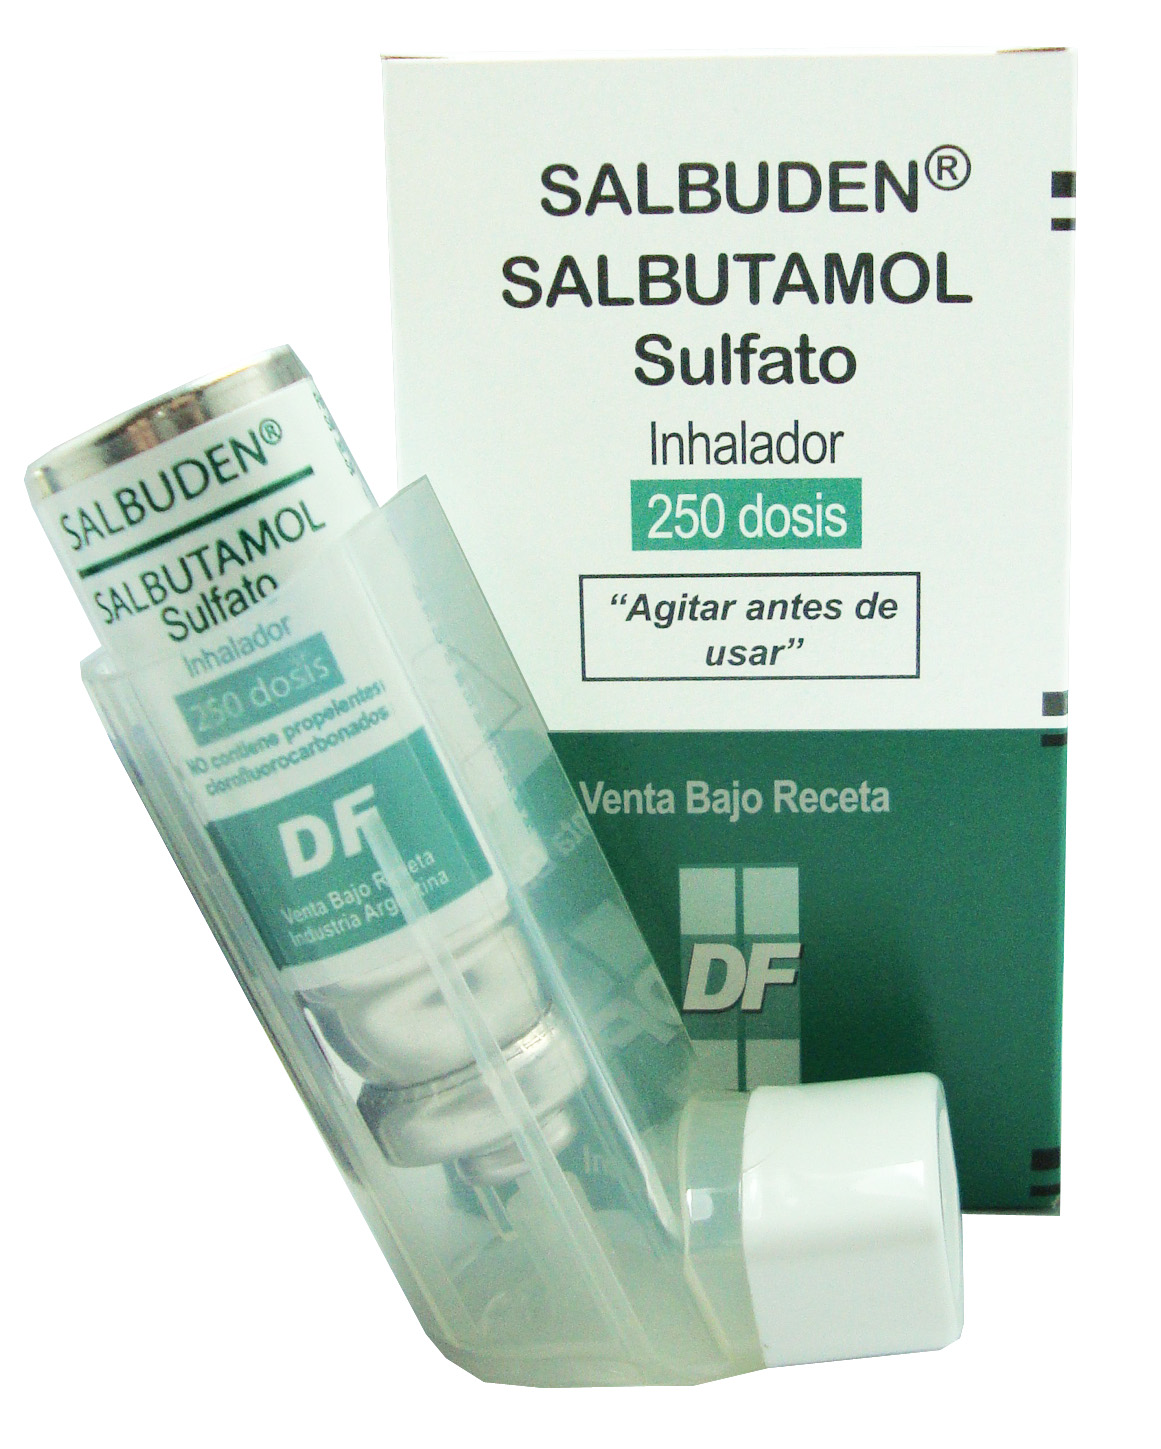 SALBUDEN®
SALBUTAMOL
Sulfato
Inhalador
250 dosis
“Agitar antes de
usar”
Venta Bajo Receta
DF
SALBUDEN®
SALBUTAMOL
Sulfato
Inhalador
250 dosis
NO contiene propelentes
clorofluorocarbonados
DF
Venta Bajo Receta
Industria Argentina